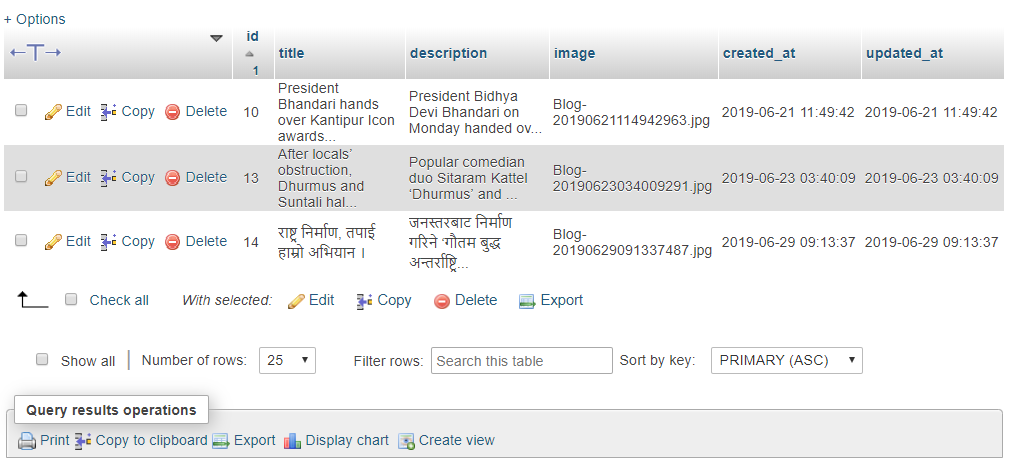 + Options
id
1
title
description
image
created_at
updated_at
Edit Copy Delete
10
President
Bhandari hands
over Kantipur Icon
awards...
President Bidhya
Devi Bhandari on
Monday handed ov...
Blog-
20190621114942963.jpg
2019-06-21 11:49:42
2019-06-21 11:49:42
Edit Copy Delete
13
After locals’
obstruction,
Dhurmus and
Suntali hal...
Popular comedian
duo Sitaram Kattel
‘Dhurmus’ and ...
Blog-
20190623034009291.jpg
2019-06-23 03:40:09
2019-06-23 03:40:09
Edit Copy Delete
14
राष्ट्र निर्माण, तपाई
हाम्रो अभियान ।
जनस्तरबाट निर्माण
गरिने ‘गौतम बुद्ध
अन्तर्राष्ट्रि...
Blog-
20190629091337487.jpg
2019-06-29 09:13:37
2019-06-29 09:13:37
Check all With selected: Edit Copy Delete Export
Show all Number of rows: 25 Filter rows: Search this table Sort by key: PRIMARY (ASC)
Query results operations
Print Copy to clipboard Export Display chart Create view